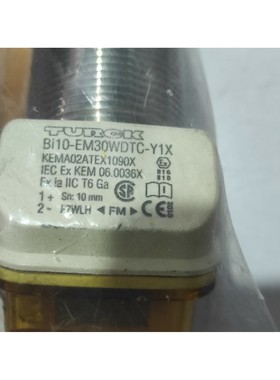 TURCK
Bi10-EM30WDTC-Y1X
KEMA02ATEX1090X
IEC Ex KEM 06.0036X
Ex ia IIC T6 Ga
1+ Sn: 10 mm
2- F7WLH ◄ FM ►